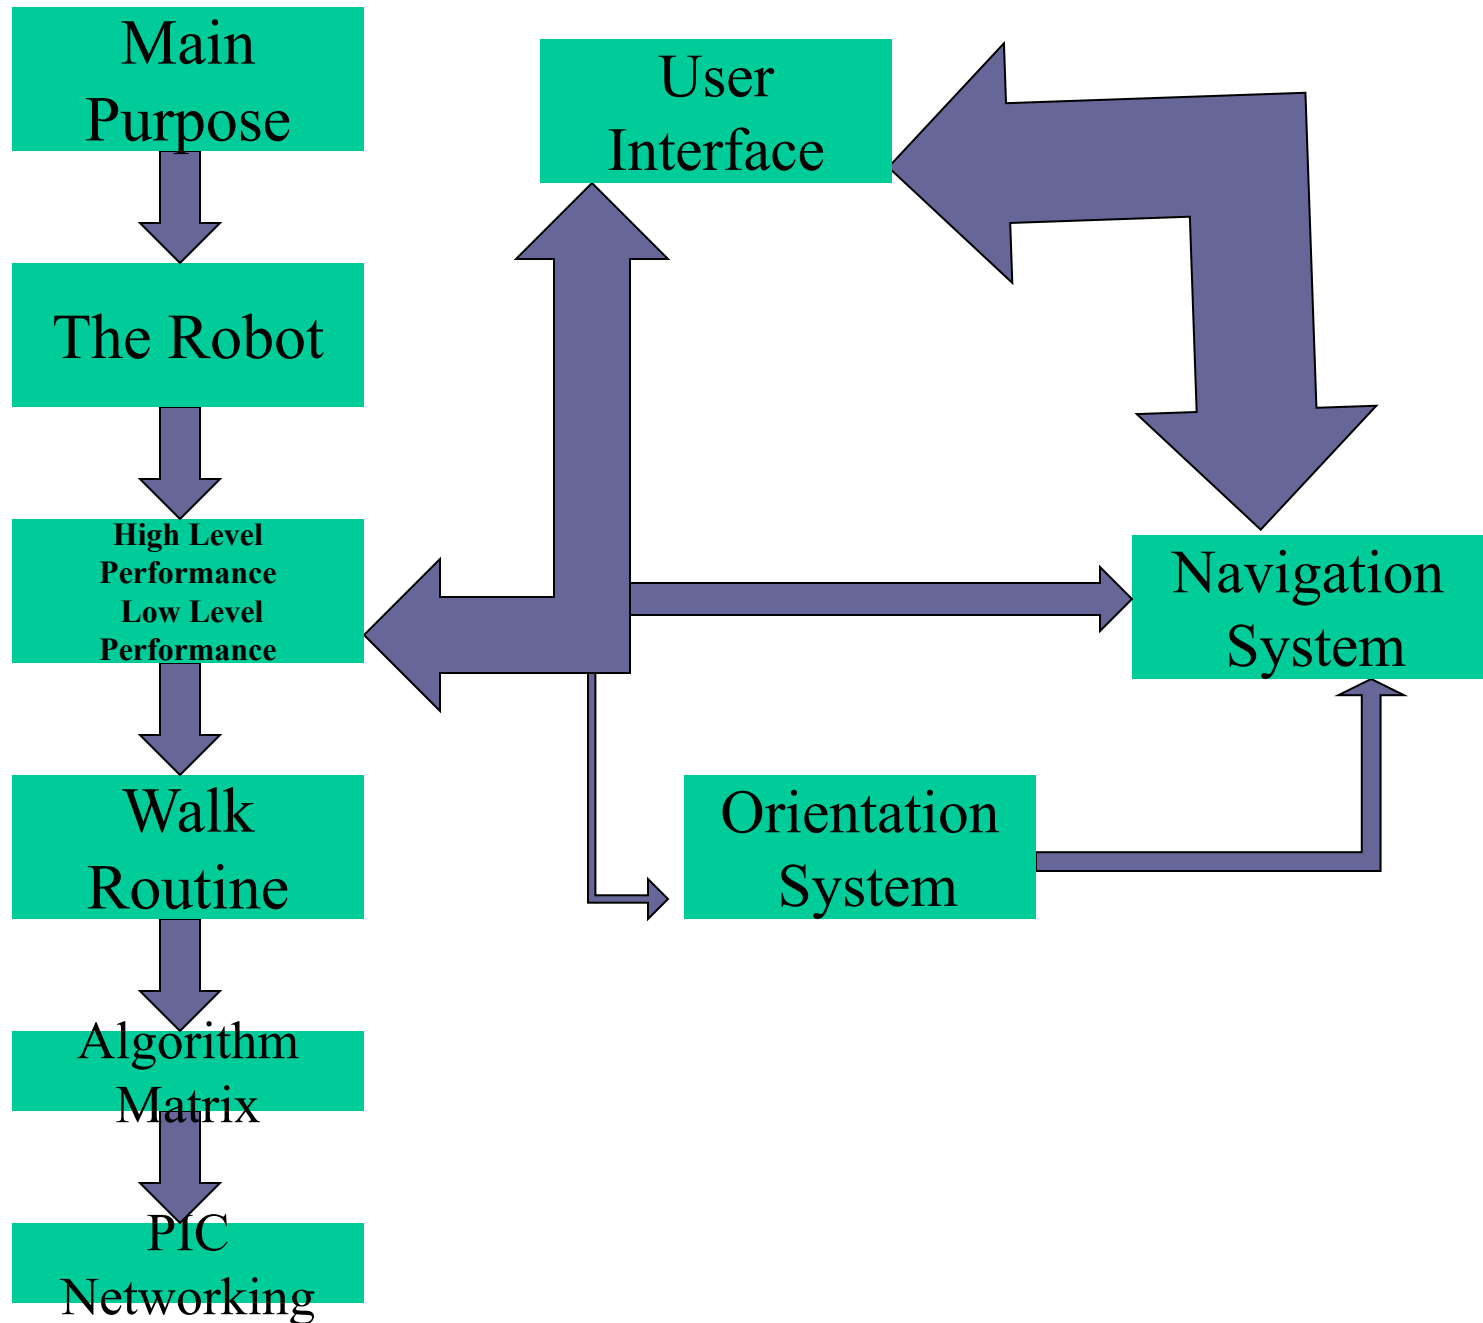 Main
Purpose
The Robot
High Level
Performance
Low Level
Performance
Walk
Routine
Algorithm
Matrix
PIC
Networking
User
Interface
Navigation
System
Orientation
System